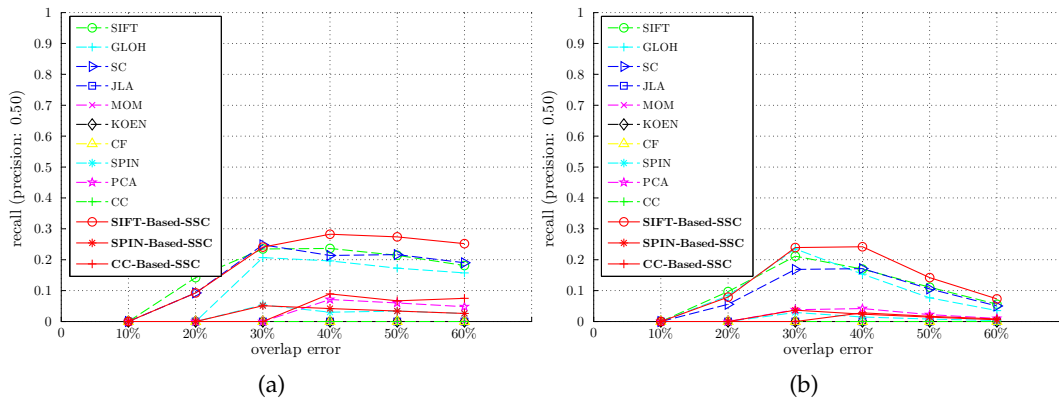 1
0.9
0.8
0.7
0.6
0.5
0.4
0.3
0.2
0.1
0
recall (precision: 0.50)
SIFT
GLOH
SC
JLA
MOM
KOEN
CF
SPIN
PCA
CC
SIFT-Based-SSC
SPIN-Based-SSC
CC-Based-SSC
0 10% 20% 30% 40% 50% 60%
overlap error
(a)
1
0.9
0.8
0.7
0.6
0.5
0.4
0.3
0.2
0.1
0
recall (precision: 0.50)
SIFT
GLOH
SC
JLA
MOM
KOEN
CF
SPIN
PCA
CC
SIFT-Based-SSC
SPIN-Based-SSC
CC-Based-SSC
0 10% 20% 30% 40% 50% 60%
overlap error
(b)